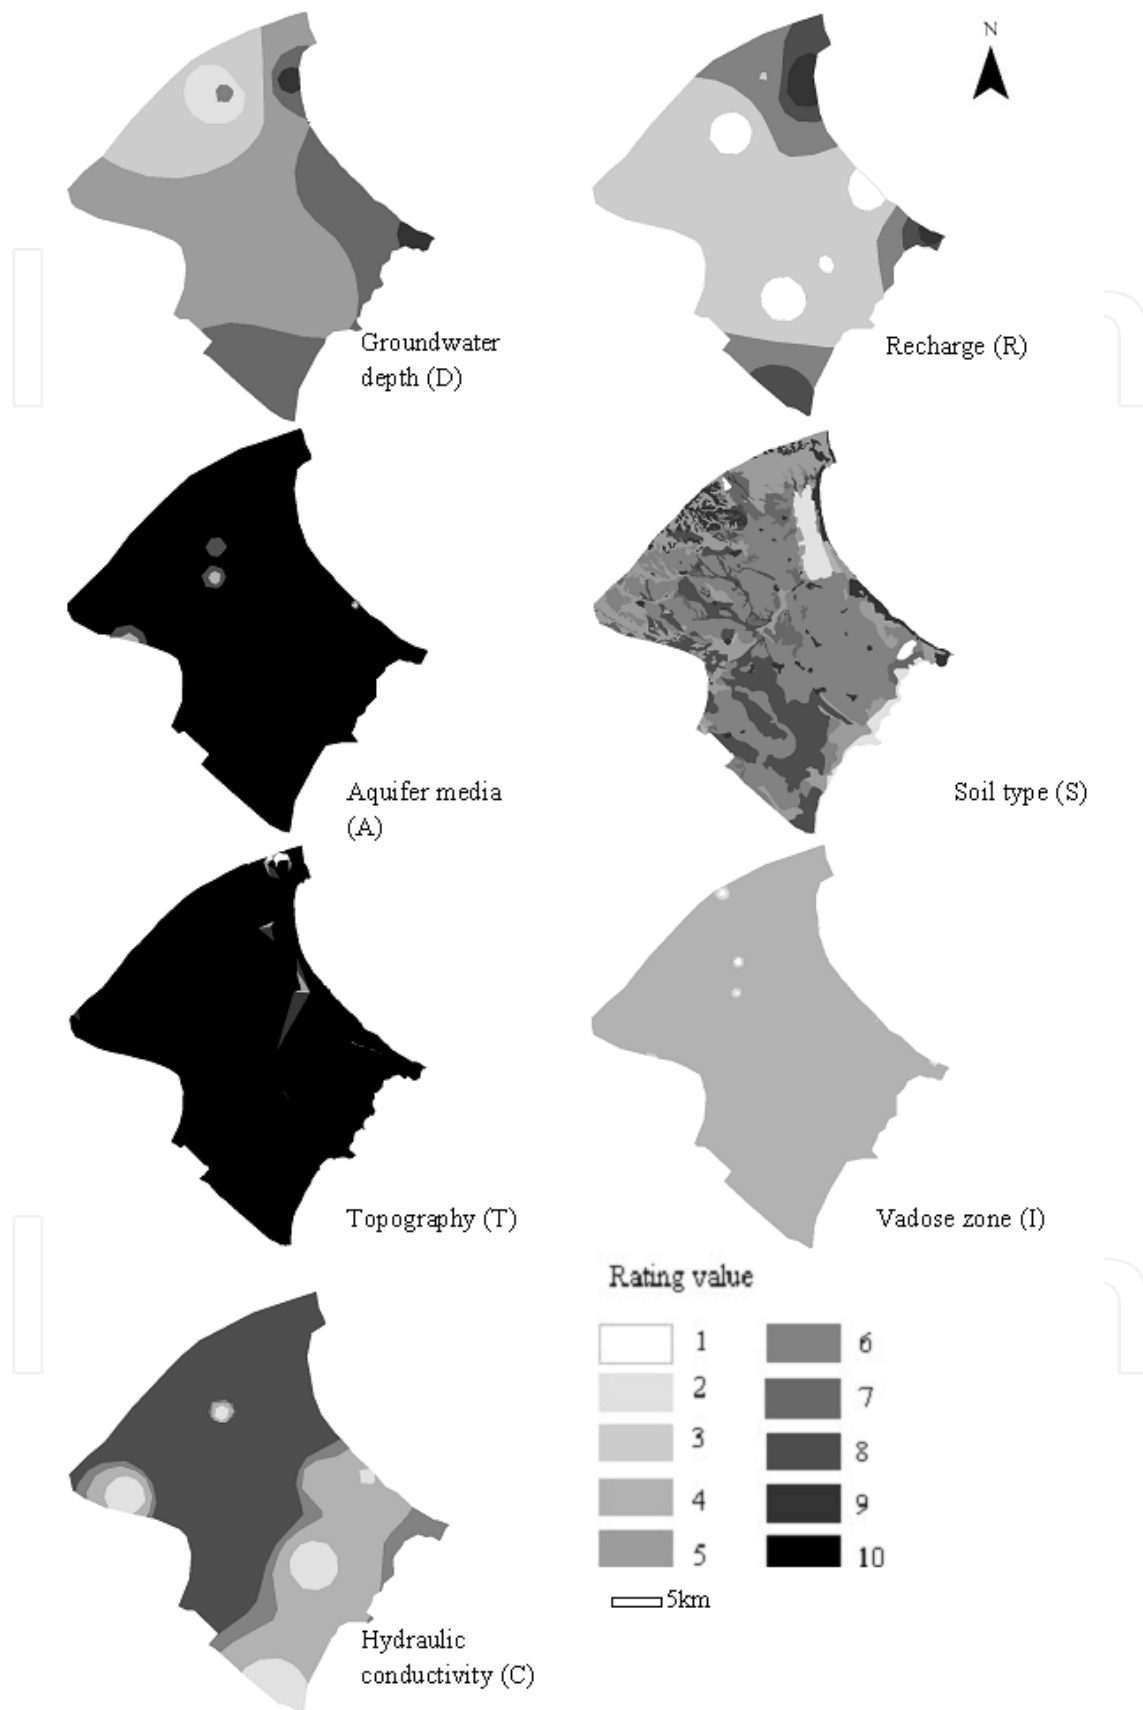 N
Groundwater
depth (D)
Recharge (R)
Aquifer media
(A)
Soil type (S)
Topography (T)
Vadose zone (I)
Rating value
1
2
3
4
5
6
7
8
9
10
5km
Hydraulic
conductivity (C)